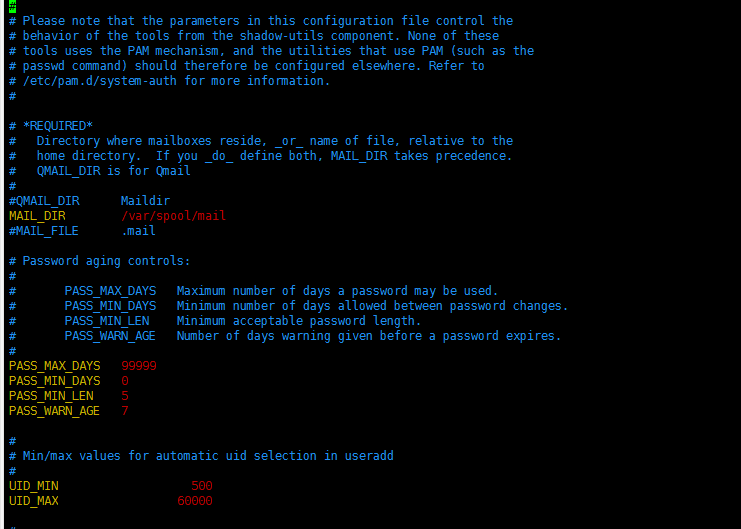 #
# Please note that the parameters in this configuration file control the
# behavior of the tools from the shadow-utils component. None of these
# tools uses the PAM mechanism, and the utilities that use PAM (such as the
# passwd command) should therefore be configured elsewhere. Refer to
# /etc/pam.d/system-auth for more information.
#
# *REQUIRED*
#   Directory where mailboxes reside, _or_ name of file, relative to the
#   home directory.  If you _do_ define both, MAIL_DIR takes precedence.
#   QMAIL_DIR is for Qmail
#
#QMAIL_DIR      Maildir
MAIL_DIR        /var/spool/mail
#MAIL_FILE      .mail
# Password aging controls:
#
#       PASS_MAX_DAYS   Maximum number of days a password may be used.
#       PASS_MIN_DAYS   Minimum number of days allowed between password changes.
#       PASS_MIN_LEN    Minimum acceptable password length.
#       PASS_WARN_AGE   Number of days warning given before a password expires.
#
PASS_MAX_DAYS   99999
PASS_MIN_DAYS   0
PASS_MIN_LEN    5
PASS_WARN_AGE   7
#
# Min/max values for automatic uid selection in useradd
#
UID_MIN                   500
UID_MAX                 60000
#